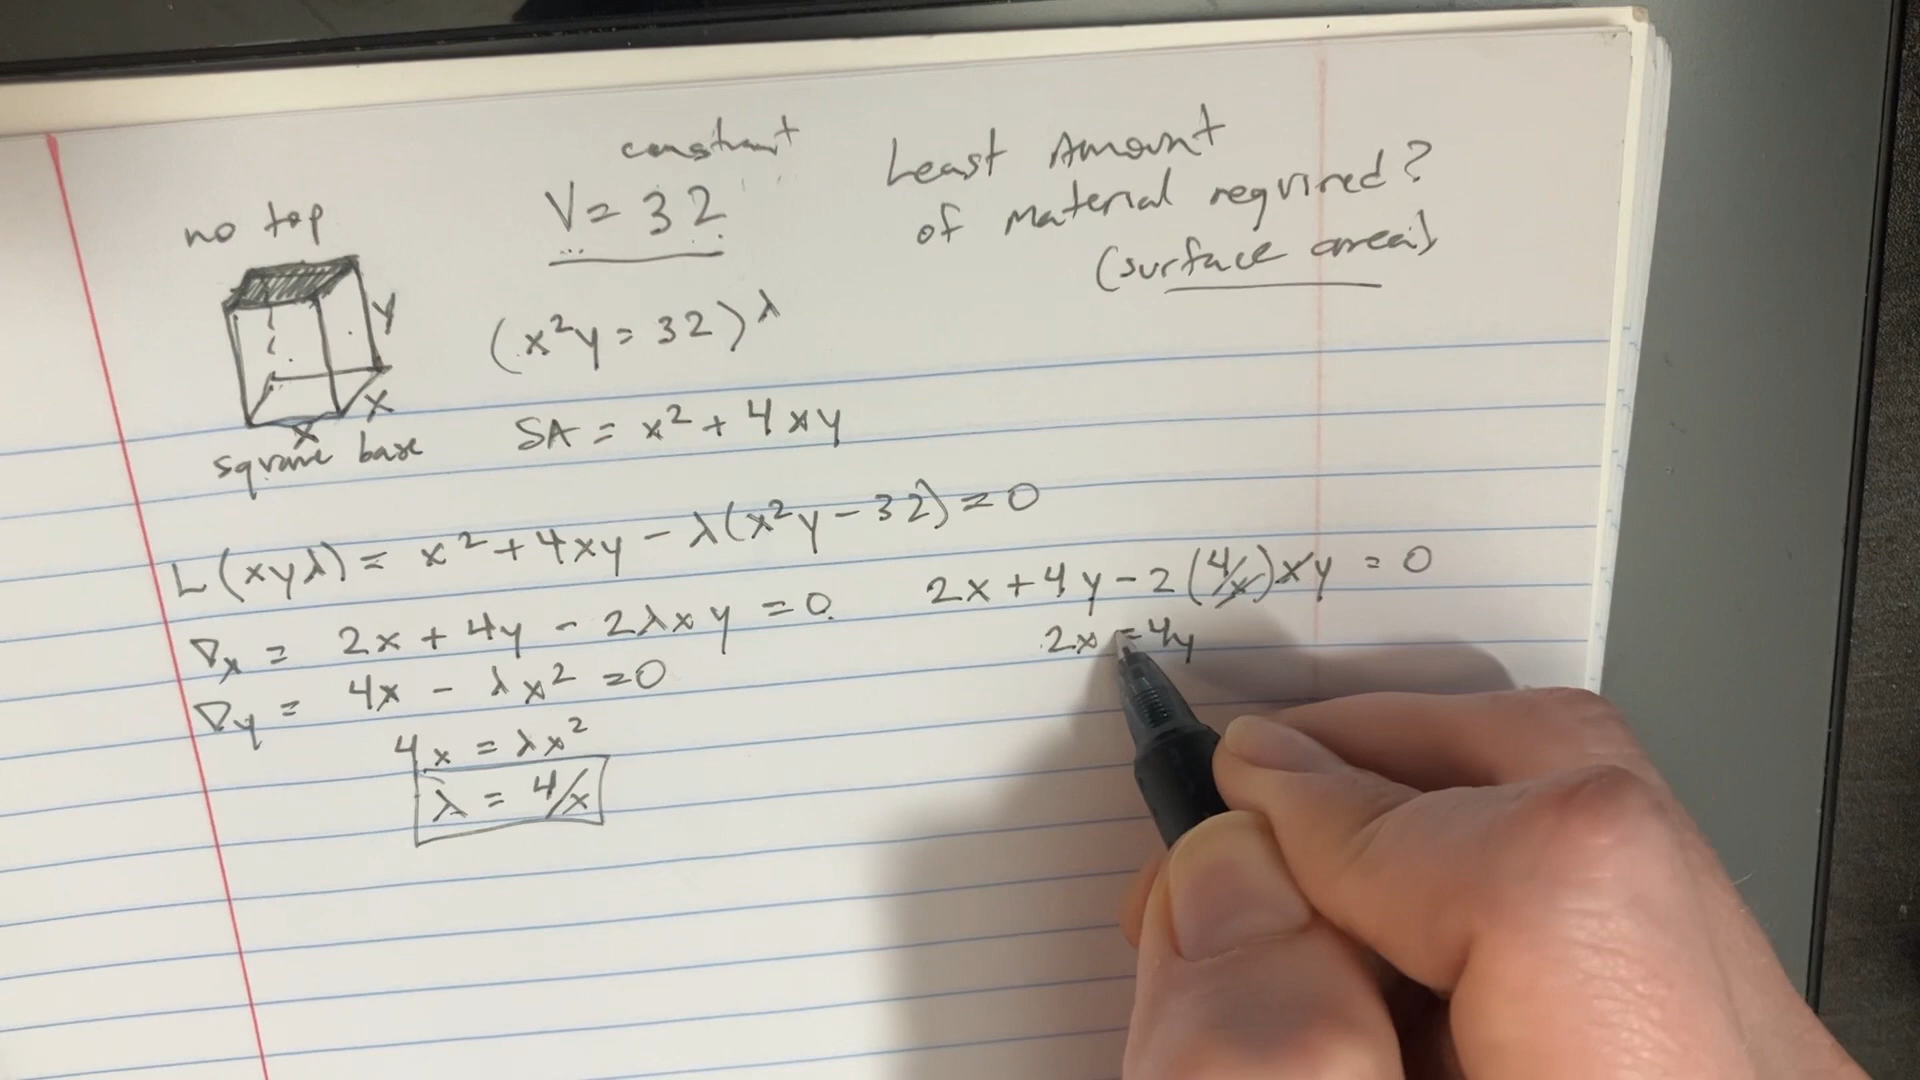 constraint
V = 32
Least Amount
of material required?
(surface area)
no top
y
x
x
square base
(x²y = 32) λ
SA = x² + 4xy
L(xyλ) = x² + 4xy − λ(x²y − 32) = 0
∇x = 2x + 4y − 2λxy = 0
∇y = 4x − λx² = 0
4x = λx²
λ = 4/x
2x + 4y − 2(4/x)xy = 0
2x = 4y